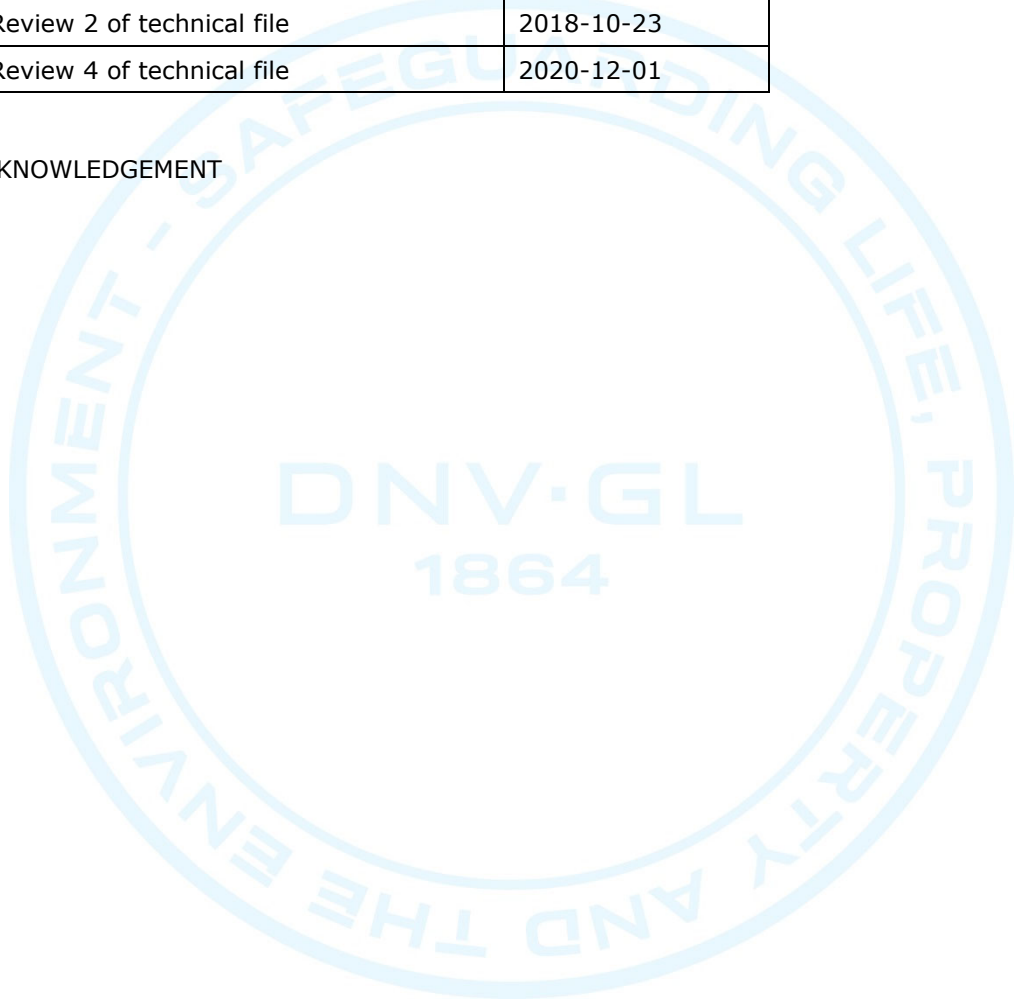 Review 2 of technical file 2018-10-23
Review 4 of technical file 2020-12-01
KNOWLEDGEMENT
SAFEGUARDING LIFE, PROPERTY AND THE ENVIRONMENT -
DNV·GL
1864